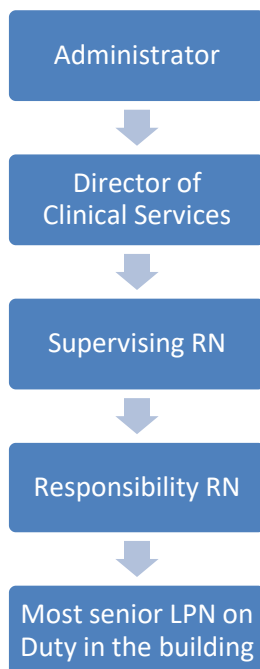 Administrator
Director of
Clinical Services
Supervising RN
Responsibility RN
Most senior LPN on
Duty in the building